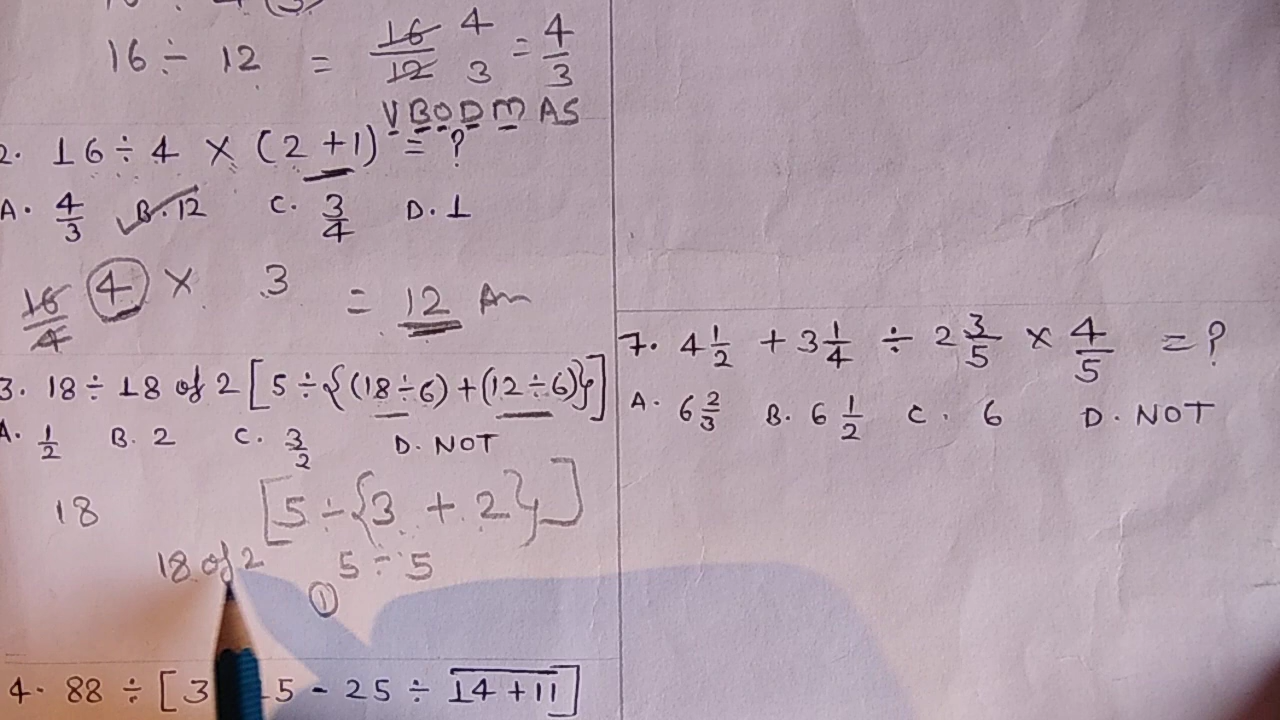 16 ÷ 12 = 16/12 4 3 = 4/3
VBODMAS
2. 16 ÷ 4 × (2 + 1) = ?
A. 4/3 B. 12 C. 3/4 D. 1
16/4 4 × 3 = 12 An
3. 18 ÷ 18 of 2 [5 ÷ {(18 ÷ 6) + (12 ÷ 6)}]
A. 1/2 B. 2 C. 3/2 D. NOT
18 [5 ÷ {3 + 2}]
18 of 2 5 ÷ 5
1
4. 88 ÷ [3 15 - 25 ÷ 14 + 11]
7. 4 1/2 + 3 1/4 ÷ 2 3/5 × 4/5 = ?
A. 6 2/3 B. 6 1/2 C. 6 D. NOT